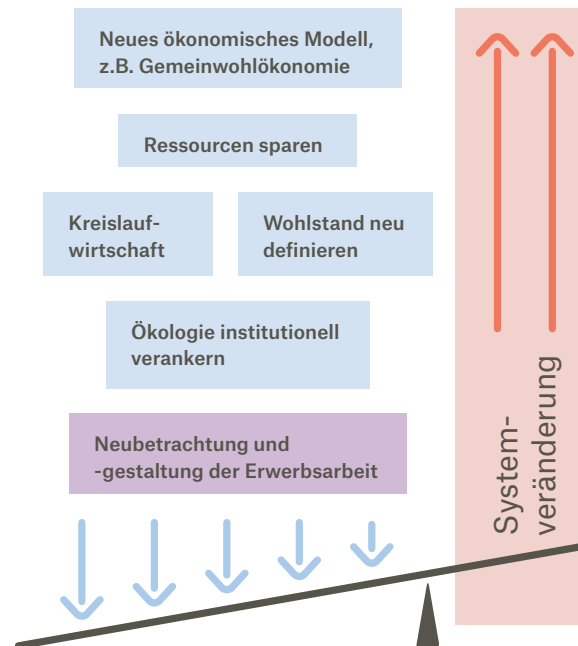 Neues ökonomisches Modell,
z.B. Gemeinwohlökonomie
Ressourcen sparen
Kreislauf-
wirtschaft
Wohlstand neu
definieren
Ökologie institutionell
verankern
Neubetrachtung und
-gestaltung der Erwerbsarbeit
System-
veränderung